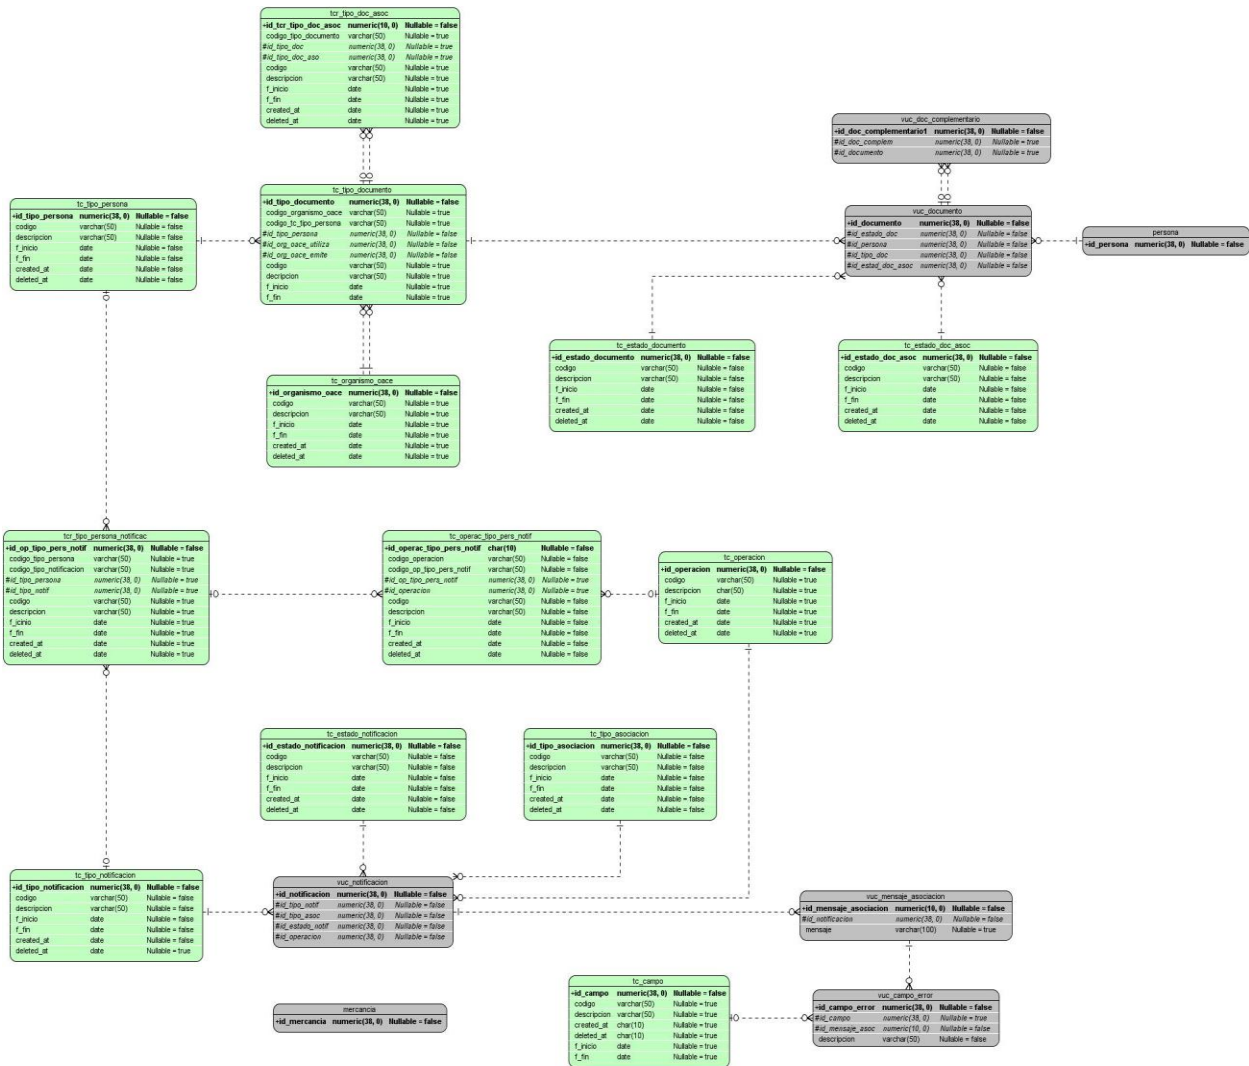 tcr_tipo_doc_asoc
+id_tcr_tipo_doc_asoc numeric(10, 0) Nullable = false
codigo_tipo_documento varchar(50) Nullable = true
#id_tipo_doc numeric(38, 0) Nullable = true
#id_tipo_doc_aso numeric(38, 0) Nullable = true
codigo varchar(50) Nullable = true
descripcion varchar(50) Nullable = true
f_inicio date Nullable = true
f_fin date Nullable = true
created_at date Nullable = true
deleted_at date Nullable = true
vuc_doc_complementario
+id_doc_complementario1 numeric(38, 0) Nullable = false
#id_doc_complem numeric(38, 0) Nullable = true
#id_documento numeric(38, 0) Nullable = true
tc_tipo_persona
+id_tipo_persona numeric(38, 0) Nullable = false
codigo varchar(50) Nullable = false
descripcion varchar(50) Nullable = false
f_inicio date Nullable = false
f_fin date Nullable = false
created_at date Nullable = false
deleted_at date Nullable = false
tc_tipo_documento
+id_tipo_documento numeric(38, 0) Nullable = false
codigo_organismo_oace varchar(50) Nullable = true
codigo_tc_tipo_persona varchar(50) Nullable = true
#id_tipo_persona numeric(38, 0) Nullable = false
#id_org_oace_utiliza numeric(38, 0) Nullable = false
#id_org_oace_emite numeric(38, 0) Nullable = false
codigo varchar(50) Nullable = true
decripcion varchar(50) Nullable = true
f_inicio date Nullable = true
f_fin date Nullable = true
vuc_documento
+id_documento numeric(38, 0) Nullable = false
#id_estado_doc numeric(38, 0) Nullable = false
#id_persona numeric(38, 0) Nullable = false
#id_tipo_doc numeric(38, 0) Nullable = false
#id_estad_doc_asoc numeric(38, 0) Nullable = false
persona
+id_persona numeric(38, 0) Nullable = false
tc_organismo_oace
+id_organismo_oace numeric(38, 0) Nullable = false
codigo varchar(50) Nullable = true
descripcion varchar(50) Nullable = true
f_inicio date Nullable = true
f_fin date Nullable = true
created_at date Nullable = true
deleted_at date Nullable = true
tc_estado_documento
+id_estado_documento numeric(38, 0) Nullable = false
codigo varchar(50) Nullable = false
descripcion varchar(50) Nullable = false
f_inicio date Nullable = false
f_fin date Nullable = false
created_at date Nullable = false
deleted_at date Nullable = false
tc_estado_doc_asoc
+id_estado_doc_asoc numeric(38, 0) Nullable = false
codigo varchar(50) Nullable = false
descripcion varchar(50) Nullable = false
f_inicio date Nullable = false
f_fin date Nullable = false
created_at date Nullable = false
deleted_at date Nullable = false
tcr_tipo_persona_notificac
+id_op_tipo_pers_notif numeric(38, 0) Nullable = false
codigo_tipo_persona varchar(50) Nullable = true
codigo_tipo_notificacion varchar(50) Nullable = true
#id_tipo_persona numeric(38, 0) Nullable = true
#id_tipo_notif numeric(38, 0) Nullable = true
codigo varchar(50) Nullable = true
descripcion varchar(50) Nullable = true
f_icinio date Nullable = true
f_fin date Nullable = true
created_at date Nullable = true
deleted_at date Nullable = true
tc_operac_tipo_pers_notif
+id_operac_tipo_pers_notif char(10) Nullable = false
codigo_operacion varchar(50) Nullable = false
codigo_op_tipo_pers_notif varchar(50) Nullable = false
#id_op_tipo_pers_notif numeric(38, 0) Nullable = true
#id_operacion numeric(38, 0) Nullable = true
codigo varchar(50) Nullable = false
descripcion varchar(50) Nullable = false
f_inicio date Nullable = false
f_fin date Nullable = false
created_at date Nullable = false
deleted_at date Nullable = false
tc_operacion
+id_operacion numeric(38, 0) Nullable = false
codigo varchar(50) Nullable = true
descripcion char(50) Nullable = true
f_inicio date Nullable = true
f_fin date Nullable = true
created_at date Nullable = true
deleted_at date Nullable = true
tc_estado_notificacion
+id_estado_notificacion numeric(38, 0) Nullable = false
codigo varchar(50) Nullable = false
descripcion varchar(50) Nullable = false
f_inicio date Nullable = false
f_fin date Nullable = false
created_at date Nullable = false
deleted_at date Nullable = false
tc_tipo_asociacion
+id_tipo_asociacion numeric(38, 0) Nullable = false
codigo varchar(50) Nullable = false
descripcion varchar(50) Nullable = false
f_inicio date Nullable = false
f_fin date Nullable = false
created_at date Nullable = false
deleted_at date Nullable = false
tc_tipo_notificacion
+id_tipo_notificacion numeric(38, 0) Nullable = false
codigo varchar(50) Nullable = false
descripcion varchar(50) Nullable = false
f_inicio date Nullable = false
f_fin date Nullable = false
created_at date Nullable = false
deleted_at date Nullable = true
vuc_notificacion
+id_notificacion numeric(38, 0) Nullable = false
#id_tipo_notif numeric(38, 0) Nullable = false
#id_tipo_asoc numeric(38, 0) Nullable = false
#id_estado_notif numeric(38, 0) Nullable = false
#id_operacion numeric(38, 0) Nullable = false
vuc_mensaje_asociacion
+id_mensaje_asociacion numeric(10, 0) Nullable = false
#id_notificacion numeric(38, 0) Nullable = false
mensaje varchar(100) Nullable = true
mercancia
+id_mercancia numeric(38, 0) Nullable = false
tc_campo
+id_campo numeric(38, 0) Nullable = false
codigo varchar(50) Nullable = true
descripcion varchar(50) Nullable = true
created_at char(10) Nullable = true
deleted_at char(10) Nullable = true
f_inicio date Nullable = true
f_fin date Nullable = true
vuc_campo_error
+id_campo_error numeric(38, 0) Nullable = false
#id_campo numeric(38, 0) Nullable = true
#id_mensaje_asoc numeric(10, 0) Nullable = false
descripcion varchar(50) Nullable = false